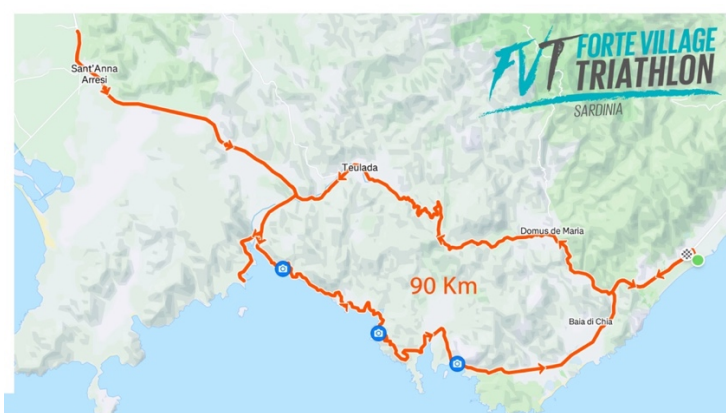 FVT FORTE VILLAGE
TRIATHLON
SARDINIA
Sant'Anna
Arresi
Teulada
Domus de Maria
90 Km
Baia di Chia